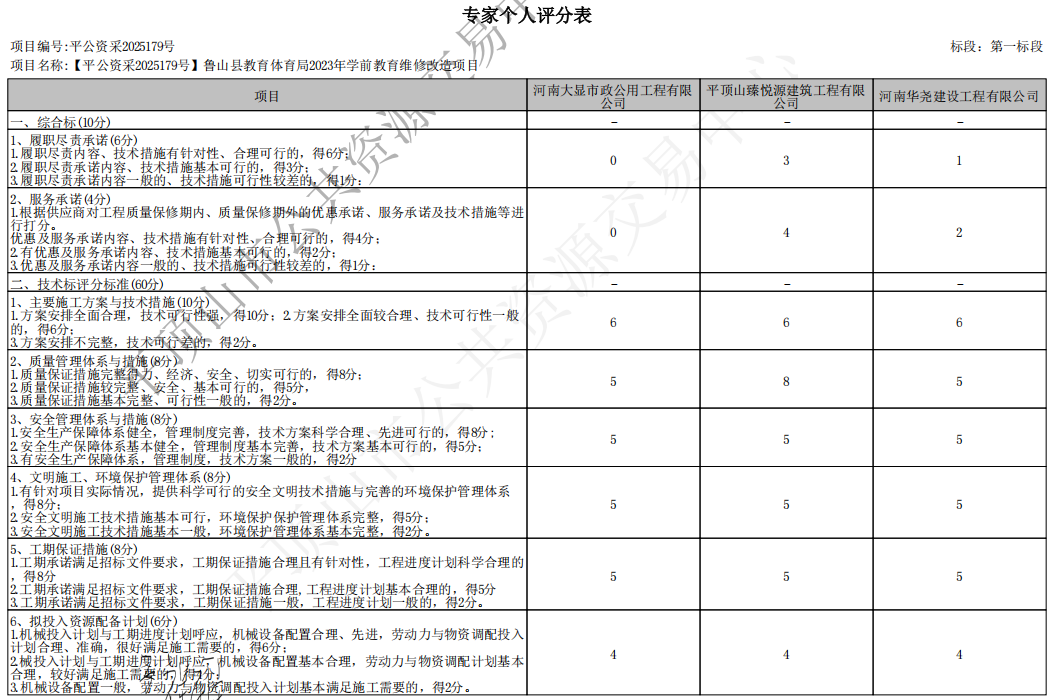 专家个人评分表
项目编号:平公资采2025179号
标段: 第一标段
项目名称:【平公资采2025179号】鲁山县教育体育局2023年学前教育维修改造项目
项目
河南大显市政公用工程有限
公司
平顶山臻悦源建筑工程有限
公司
河南华尧建设工程有限公司
一、综合标(10分)
－ － －
1、履职尽责承诺(6分)
1.履职尽责内容、技术措施有针对性、合理可行的，得6分；
2.履职尽责承诺内容、技术措施基本可行的，得3分；
3.履职尽责承诺内容一般的、技术措施可行性较差的，得1分；
0 3 1
2、服务承诺(4分)
1.根据供应商对工程质量保修期内、质量保修期外的优惠承诺、服务承诺及技术措施等进
行打分。
优惠及服务承诺内容、技术措施有针对性、合理可行的，得4分；
2.有优惠及服务承诺内容、技术措施基本可行的，得2分；
3.优惠及服务承诺内容一般的、技术措施可行性较差的，得1分：
0 4 2
二、技术标评分标准(60分)
－ － －
1、主要施工方案与技术措施(10分)
1.方案安排全面合理，技术可行性强，得10分；2.方案安排全面较合理、技术可行性一般
的，得6分；
3.方案安排不完整，技术可行差的，得2分。
6 6 6
2、质量管理体系与措施(8分)
1.质量保证措施完整得力、经济、安全、切实可行的，得8分；
2.质量保证措施较完整、安全、基本可行的，得5分，
3.质量保证措施基本完整、可行性一般的，得2分。
5 8 5
3、安全管理体系与措施(8分)
1.安全生产保障体系健全，管理制度完善，技术方案科学合理、先进可行的，得8分；
2.安全生产保障体系基本健全，管理制度基本完善，技术方案基本可行的，得5分；
3.有安全生产保障体系，管理制度，技术方案一般的，得2分
5 5 5
4、文明施工、环境保护管理体系(8分)
1.有针对项目实际情况，提供科学可行的安全文明技术措施与完善的环境保护管理体系
，得8分；
2.安全文明施工技术措施基本可行，环境保护保护管理体系完整，得5分；
3.安全文明施工技术措施基本一般，环境保护管理体系基本完整，得2分。
5 5 5
5、工期保证措施(8分)
1.工期承诺满足招标文件要求，工期保证措施合理且有针对性，工程进度计划科学合理的
，得8分
2.工期承诺满足招标文件要求，工期保证措施合理,工程进度计划基本合理的，得5分
3.工期承诺满足招标文件要求，工期保证措施一般，工程进度计划一般的，得2分。
5 5 5
6、拟投入资源配备计划(6分)
1.机械投入计划与工期进度计划呼应，机械设备配置合理、先进，劳动力与物资调配投入
计划合理、准确，很好满足施工需要的，得6分；
2.械投入计划与工期进度计划呼应，机械设备配置基本合理，劳动力与物资调配计划基本
合理，较好满足施工需要的，得4分；
3.机械设备配置一般，劳动力与物资调配投入计划基本满足施工需要的，得2分。
4 4 4
平顶山市公共资源交易中
山市公共资源交易中心